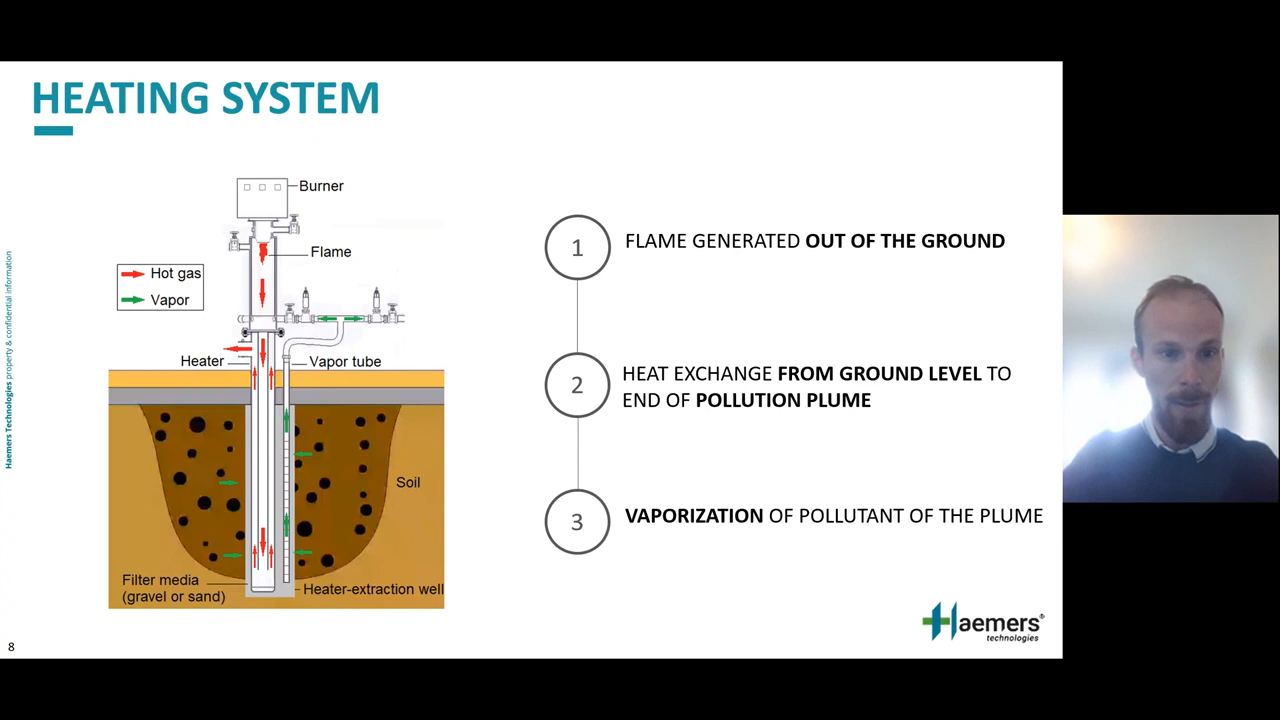 HEATING SYSTEM
Burner
Flame
Hot gas
Vapor
Heater
Vapor tube
Soil
Filter media
(gravel or sand)
Heater-extraction well
1
FLAME GENERATED OUT OF THE GROUND
2
HEAT EXCHANGE FROM GROUND LEVEL TO
END OF POLLUTION PLUME
3
VAPORIZATION OF POLLUTANT OF THE PLUME
Haemers Technologies property & confidential information
8
Haemers®
technologies